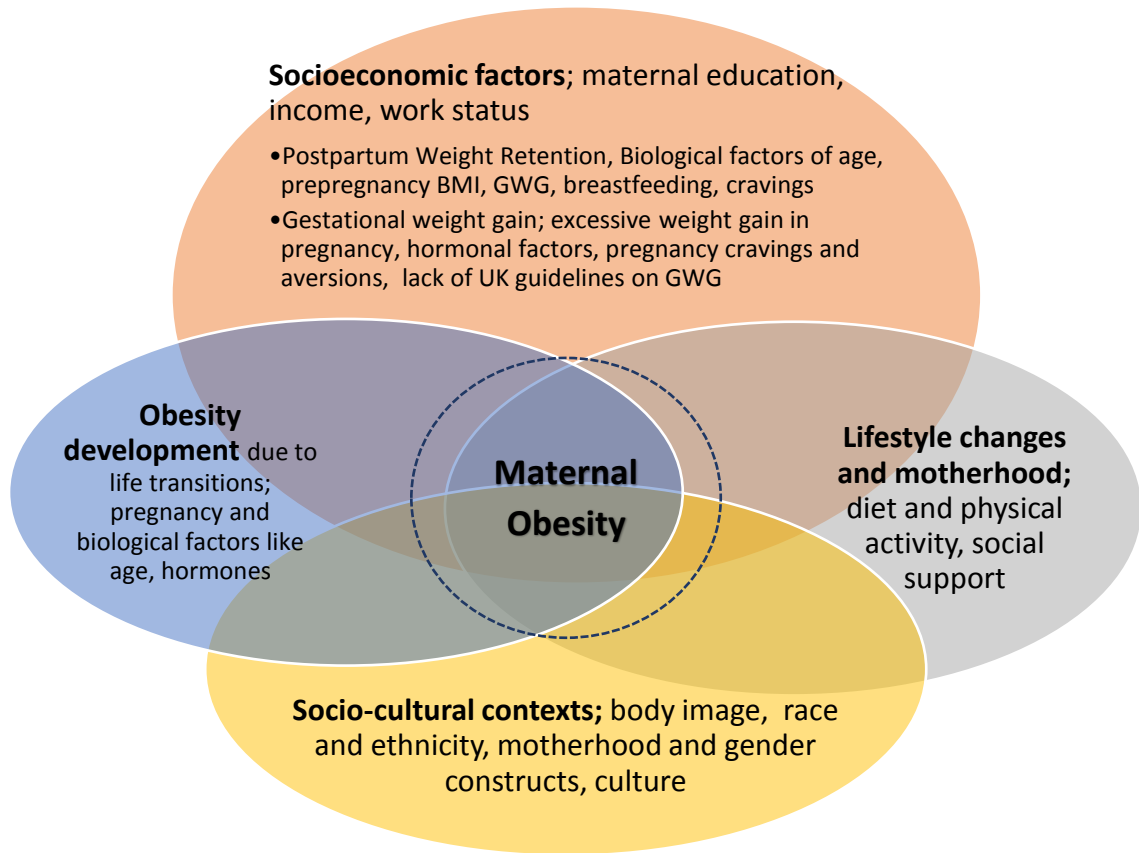 Socioeconomic factors; maternal education,
income, work status
•Postpartum Weight Retention, Biological factors of age,
prepregnancy BMI, GWG, breastfeeding, cravings
•Gestational weight gain; excessive weight gain in
pregnancy, hormonal factors, pregnancy cravings and
aversions,  lack of UK guidelines on GWG
Obesity
development due to
life transitions;
pregnancy and
biological factors like
age, hormones
Maternal
Obesity
Lifestyle changes
and motherhood;
diet and physical
activity, social
support
Socio-cultural contexts; body image,  race
and ethnicity, motherhood and gender
constructs, culture